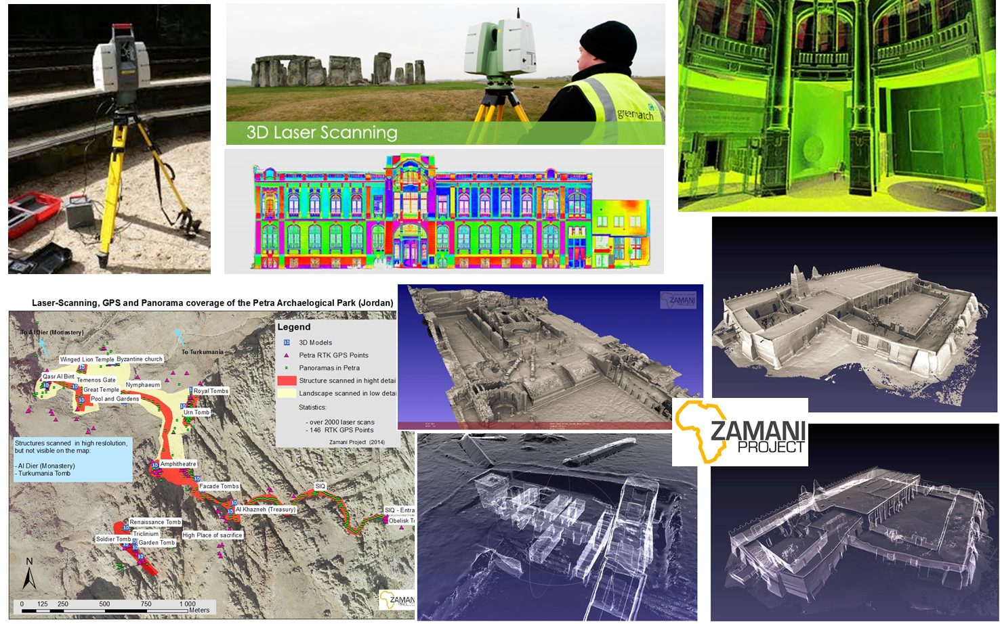 greenhatch
3D Laser Scanning
Laser-Scanning, GPS and Panorama coverage of the Petra Archaelogical Park (Jordan)
To Al Dier (Monastery)
To Turkumania
Winged Lion Temple
Byzantine church
Qasr Al Bint
Temenos Gate
Nymphaeum
Great Temple
Pool and Gardens
Royal Tombs
Urn Tomb
Structures scanned in high reslolution,
but not visible on the map:
- Al Dier (Monastery)
- Turkumania Tomb
Amphitheatre
Facade Tombs
SIQ
Al Khazneh (Treasury)
SIQ - Entra
Obelisk To
High Place of sacrifice
Renaissance Tomb
Triclinium
Soldier Tomb
Garden Tomb
N
0 125 250 500 750 1 000
Meters
ZAMANI
Legend
3D 3D Models
Petra RTK GPS Points
Panoramas in Petra
Structure scanned in hight detai
Landscape scanned in low detai
Statistics:
- over 2000 laser scans
- 146 RTK GPS Points
Zamani Project (2014)
ZAMANI
PROJECT
ZAMANI
PROJECT